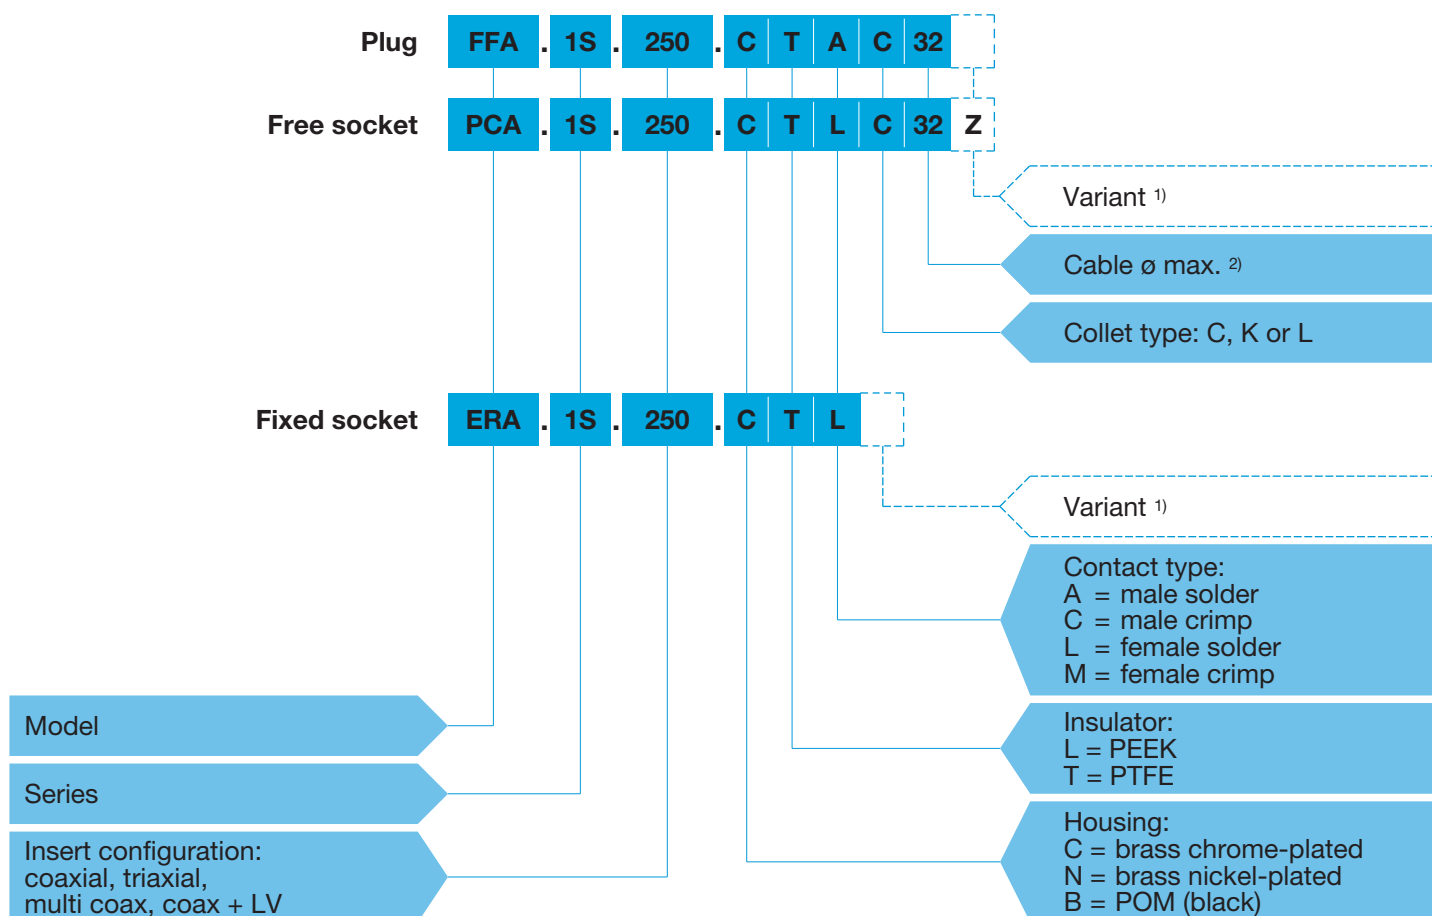 Plug FFA . 1S . 250 . C T A C 32
Free socket PCA . 1S . 250 . C T L C 32 Z
Variant 1)
Cable ø max. 2)
Collet type: C, K or L
Fixed socket ERA . 1S . 250 . C T L
Variant 1)
Contact type:
A = male solder
C = male crimp
L = female solder
M = female crimp
Model
Insulator:
L = PEEK
T = PTFE
Series
Insert configuration:
coaxial, triaxial,
multi coax, coax + LV
Housing:
C = brass chrome-plated
N = brass nickel-plated
B = POM (black)